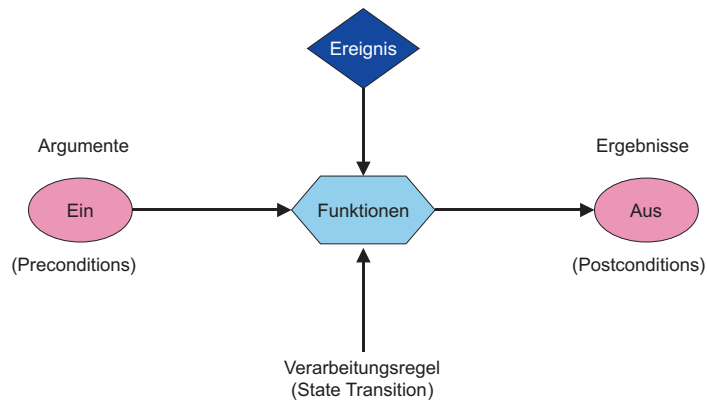 Ereignis
Argumente
Ergebnisse
Ein
Funktionen
Aus
(Preconditions)
(Postconditions)
Verarbeitungsregel
(State Transition)